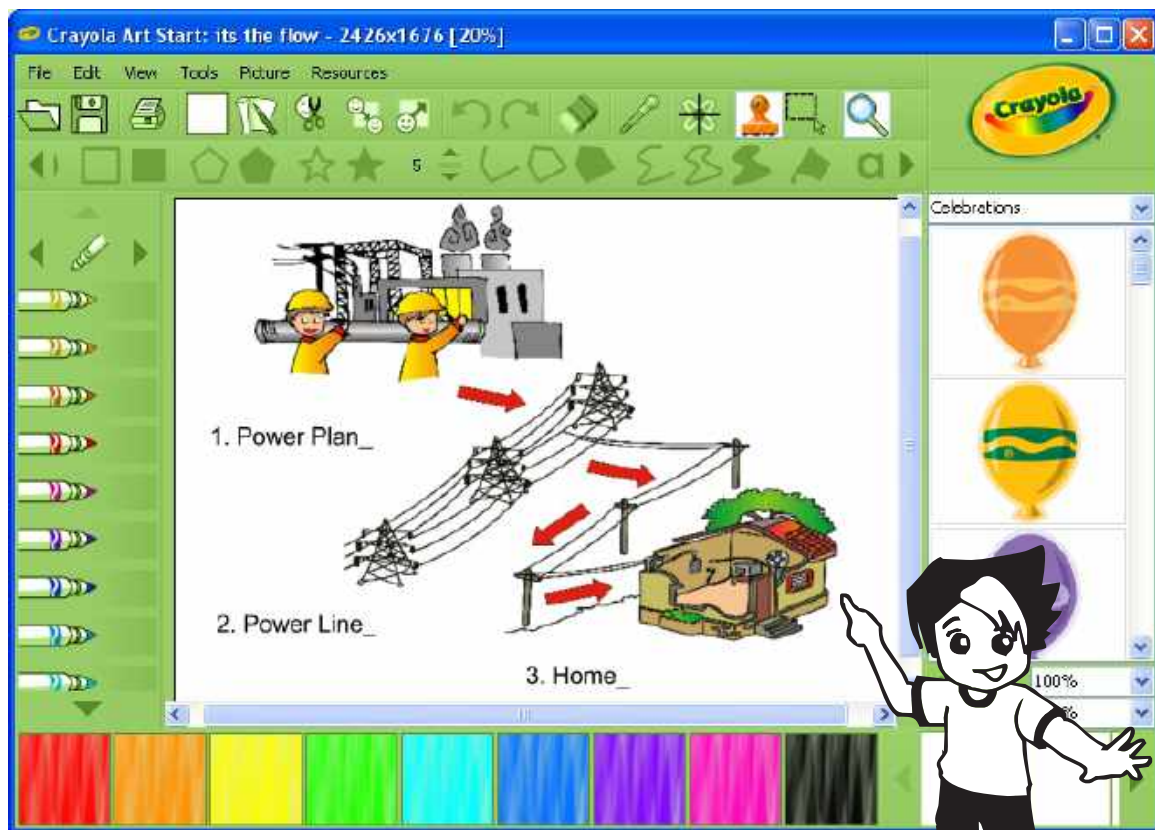 Crayola Art Start: its the flow - 2426x1676 [20%]
File Edit View Tools Picture Resources
Crayola
5
a
Celebrations
1. Power Plan_
2. Power Line_
3. Home_
100%
%